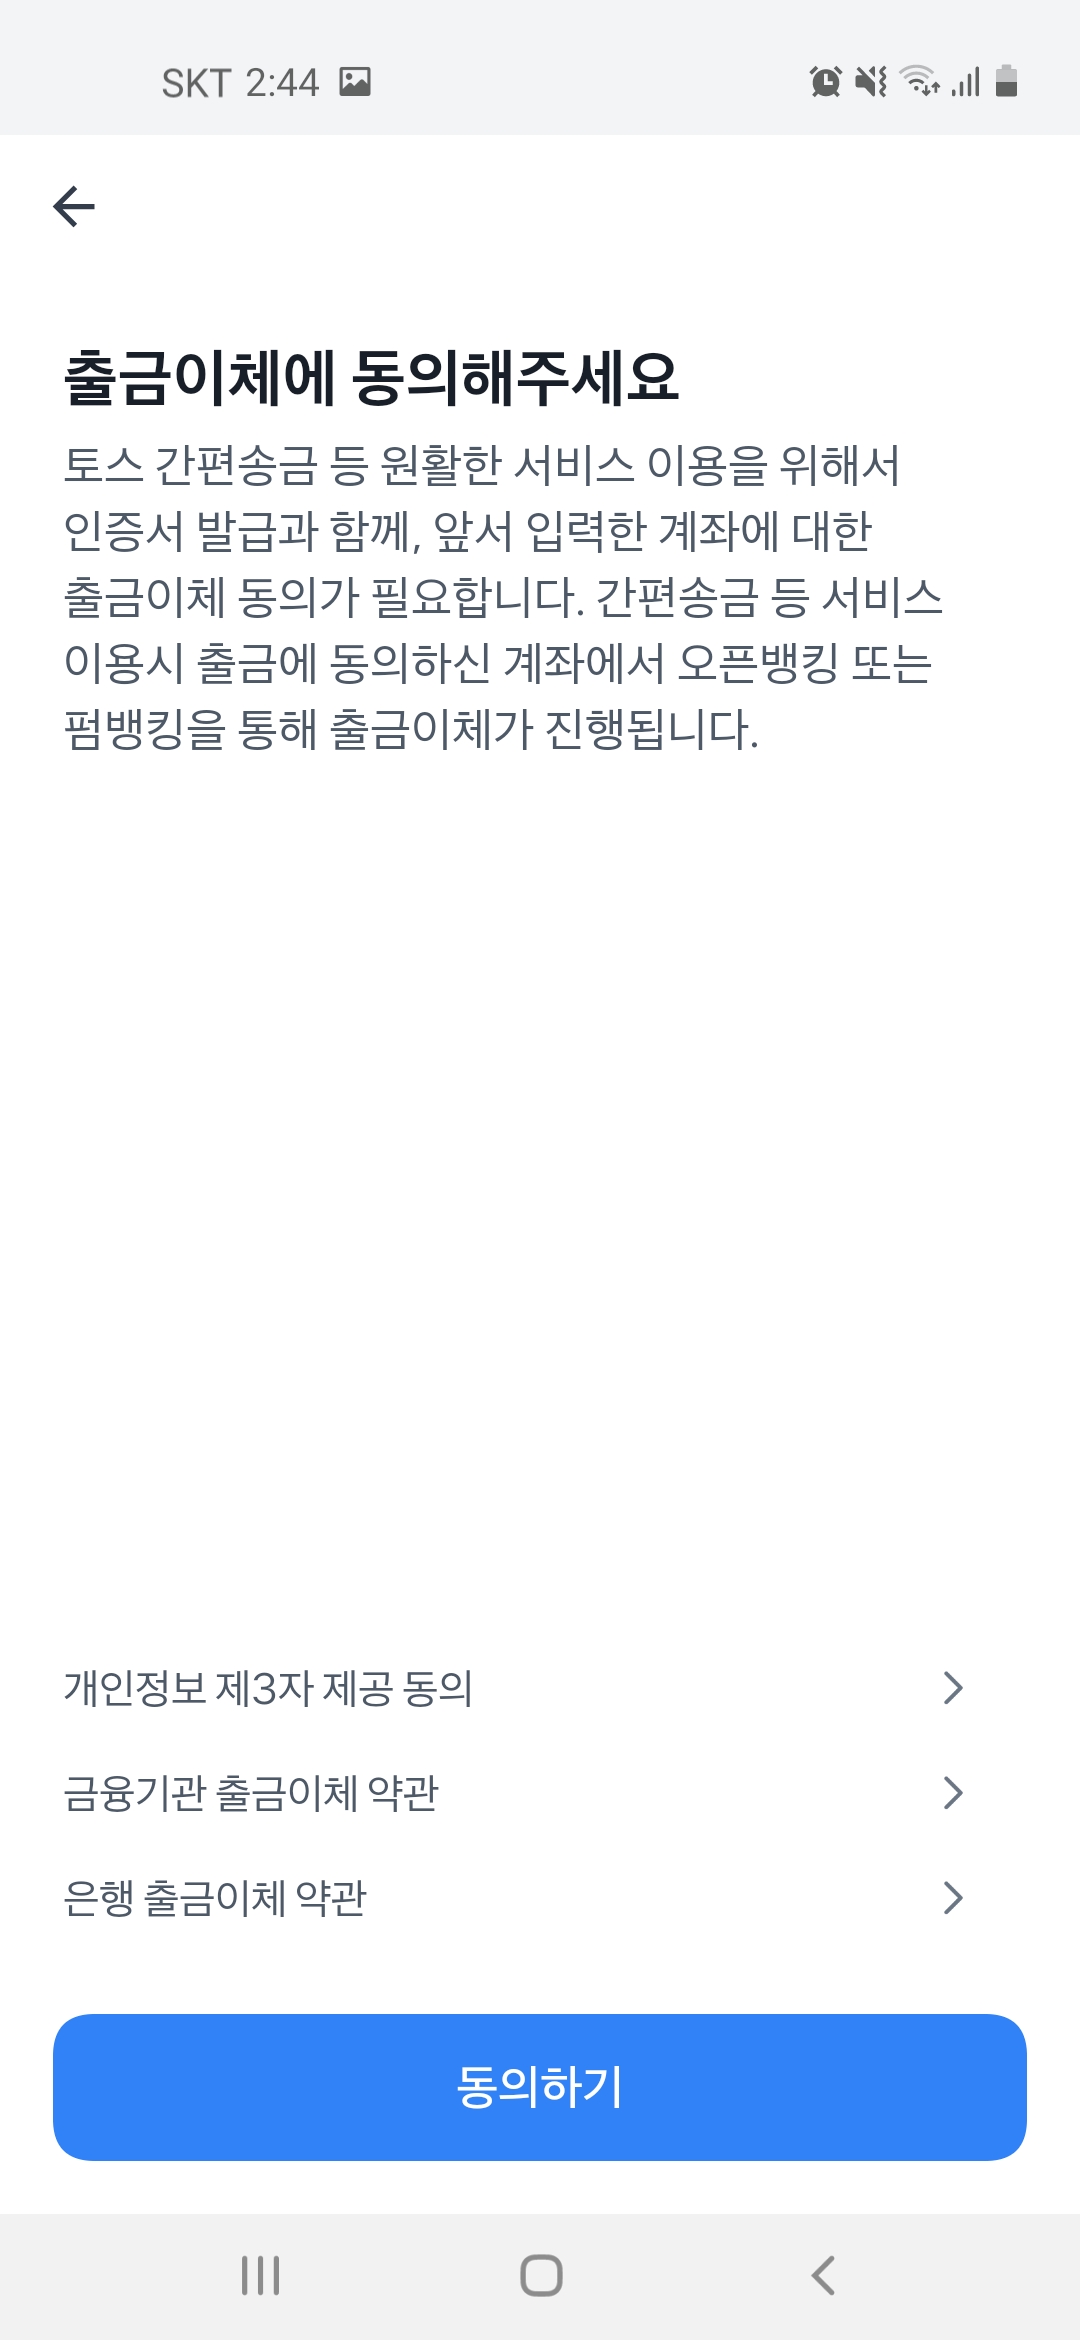 SKT 2:44
출금이체에 동의해주세요
토스 간편송금 등 원활한 서비스 이용을 위해서
인증서 발급과 함께, 앞서 입력한 계좌에 대한
출금이체 동의가 필요합니다. 간편송금 등 서비스
이용시 출금에 동의하신 계좌에서 오픈뱅킹 또는
펌뱅킹을 통해 출금이체가 진행됩니다.
개인정보 제3자 제공 동의
금융기관 출금이체 약관
은행 출금이체 약관
동의하기